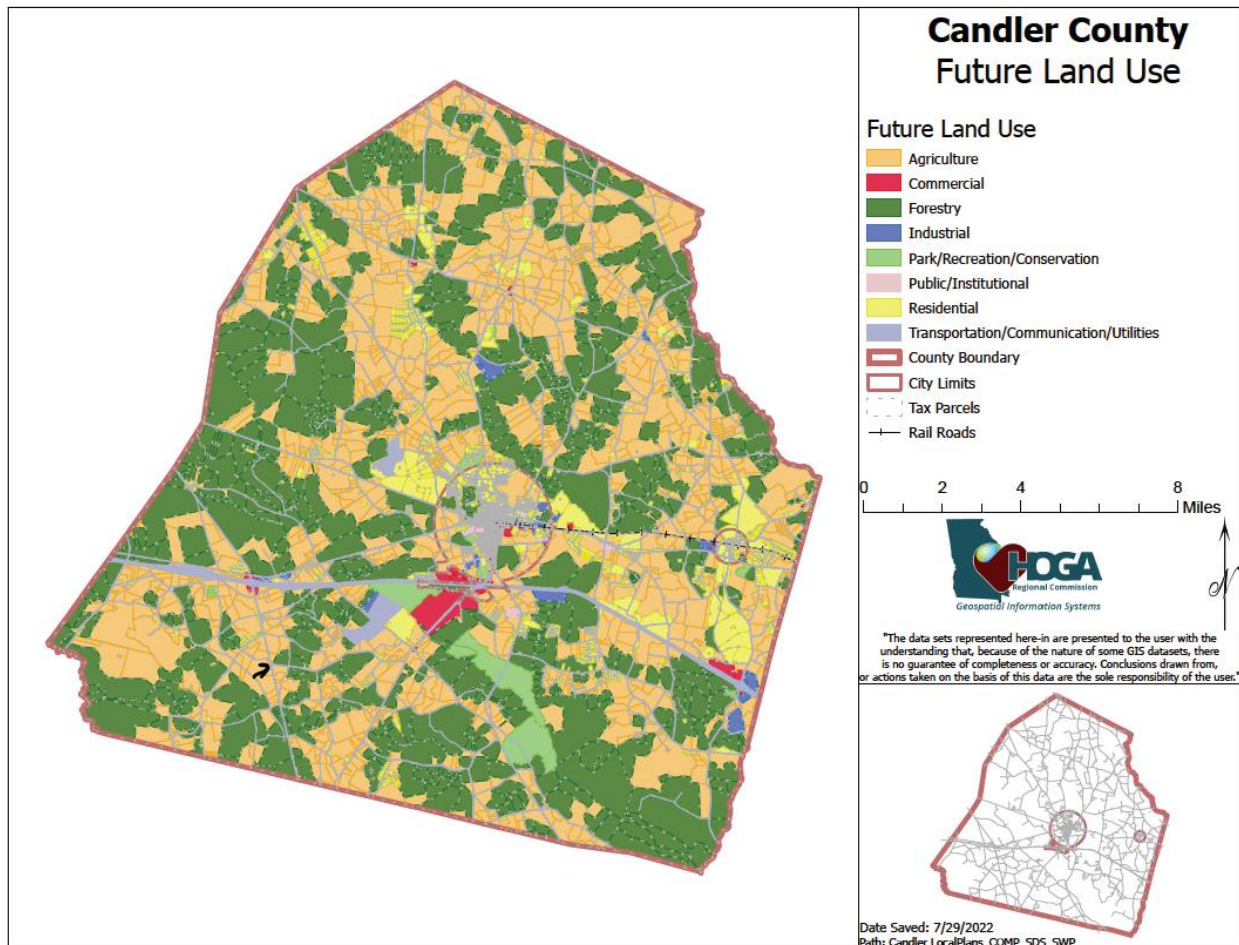 Candler County
Future Land Use
Future Land Use
Agriculture
Commercial
Forestry
Industrial
Park/Recreation/Conservation
Public/Institutional
Residential
Transportation/Communication/Utilities
County Boundary
City Limits
Tax Parcels
Rail Roads
0 2 4 6 8
Miles
HOGA
Regional Commission
Geospatial Information Systems
N
"The data sets represented here-in are presented to the user with the
understanding that, because of the nature of some GIS datasets, there
is no guarantee of completeness or accuracy. Conclusions drawn from,
or actions taken on the basis of this data are the sole responsibility of the user."
Date Saved: 7/29/2022
Path: Candler LocalPlans_COMP_SDS_SWP